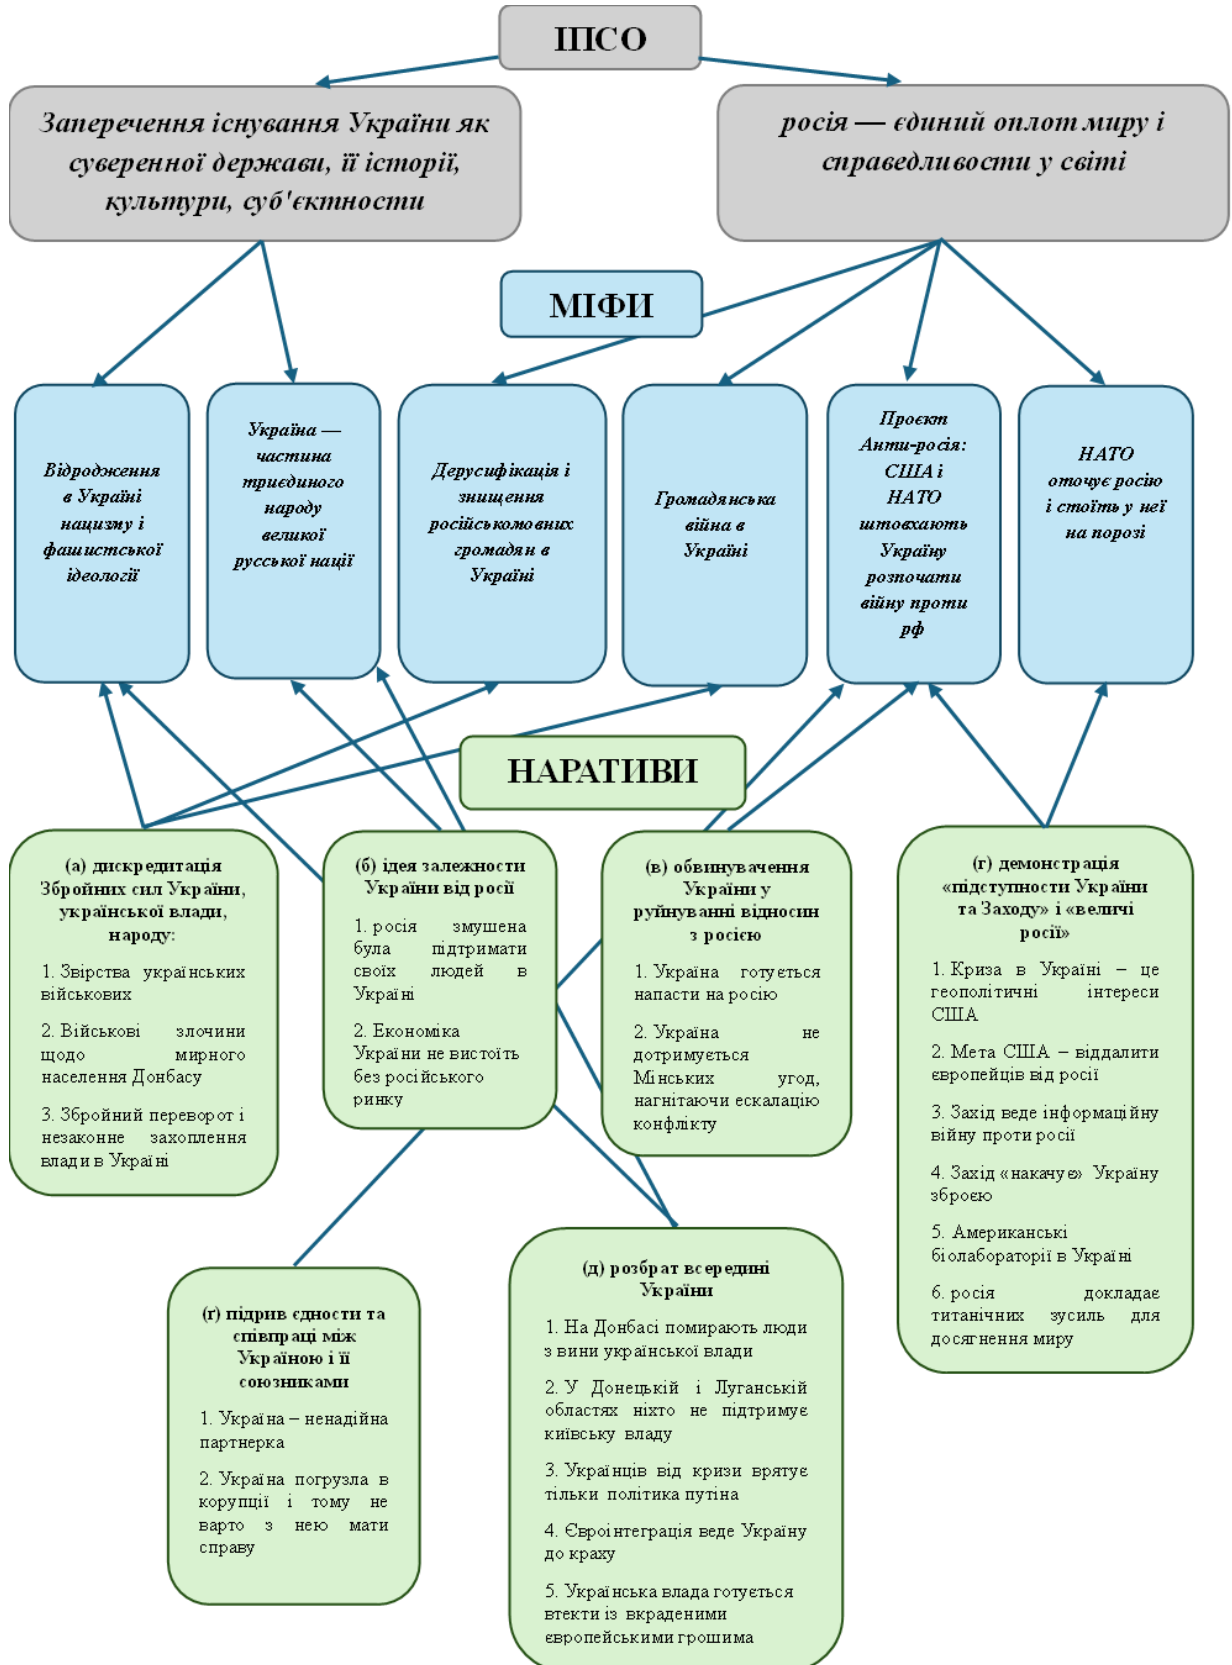 ІПСО
Заперечення існування України як
суверенної держави, її історії,
культури, суб'єктности
росія — єдиний оплот миру і
справедливости у світі
МІФИ
Відродження
в Україні
нацизму і
фашистської
ідеології
Україна —
частина
триєдиного
народу
великої
русської нації
Дерусифікація і
знищення
російськомовних
громадян в
Україні
Громадянська
війна в
Україні
Проєкт
Анти-росія:
США і
НАТО
штовхають
Україну
розпочати
війну проти
рф
НАТО
оточує росію
і стоїть у неї
на порозі
НАРАТИВИ
(а) дискредитація
Збройних сил України,
української влади,
народу:
1. Звірства українських
військових
2. Військові злочини
щодо мирного
населення Донбасу
3. Збройний переворот і
незаконне захоплення
влади в Україні
(б) ідея залежности
України від росії
1. росія змушена
була підтримати
своїх людей в
Україні
2. Економіка
України не вистоїть
без російського
ринку
(в) обвинувачення
України у
руйнуванні відносин
з росією
1. Україна готується
напасти на росію
2. Україна не
дотримується
Мінських угод,
нагнітаючи ескалацію
конфлікту
(г) демонстрація
«підступности України
та Заходу» і «величі
росії»
1. Криза в Україні – це
геополітичні інтереси
США
2. Мета США – віддалити
європейців від росії
3. Захід веде інформаційну
війну проти росії
4. Захід «накачує» Україну
зброєю
5. Американські
біолабораторії в Україні
6. росія докладає
титанічних зусиль для
досягнення миру
(ґ) підрив єдности та
співпраці між
Україною і її
союзниками
1. Україна – ненадійна
партнерка
2. Україна погрузла в
корупції і тому не
варто з нею мати
справу
(д) розбрат всередині
України
1. На Донбасі помирають люди
з вини української влади
2. У Донецькій і Луганській
областях ніхто не підтримує
київську владу
3. Українців від кризи врятує
тільки політика путіна
4. Євроінтеграція веде Україну
до краху
5. Українська влада готується
втекти із вкраденими
європейськими грошима